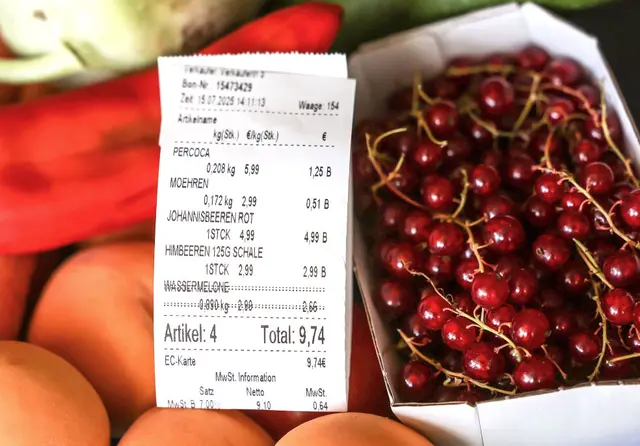 Verkäufer: Verkäuferin 2
Bon-Nr. 15473429
Zeit: 15.07.2025 14:11:13 Waage: 154
Artikelname
kg(Stk.) €/kg(Stk.) €
PERCOCA
0,208 kg 5,99 1,25 B
MOEHREN
0,172 kg 2,99 0,51 B
JOHANNISBEEREN ROT
1STCK 4,99 4,99 B
HIMBEEREN 125G SCHALE
1STCK 2,99 2,99 B
WASSERMELONE
Artikel: 4 Total: 9,74
EC-Karte 9,74€
MwSt. Information
Satz Netto MwSt.
MwSt. B 7,00 9,10 0,64